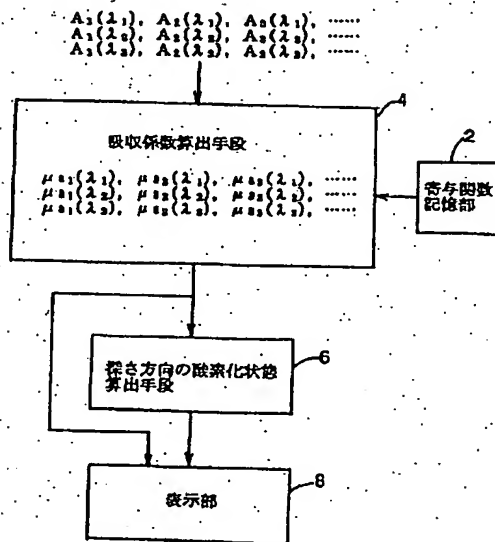 A₁(λ₁), A₂(λ₁), A₃(λ₁), ……
A₁(λ₂), A₂(λ₂), A₃(λ₂), ……
A₁(λ₃), A₂(λ₃), A₃(λ₃), ……
4
吸収係数算出手段
μa₁(λ₁), μa₂(λ₁), μa₃(λ₁), ……
μa₁(λ₂), μa₂(λ₂), μa₃(λ₂), ……
μa₁(λ₃), μa₂(λ₃), μa₃(λ₃), ……
2
寄与関数
記憶部
6
深さ方向の酸素化状態
算出手段
8
表示部